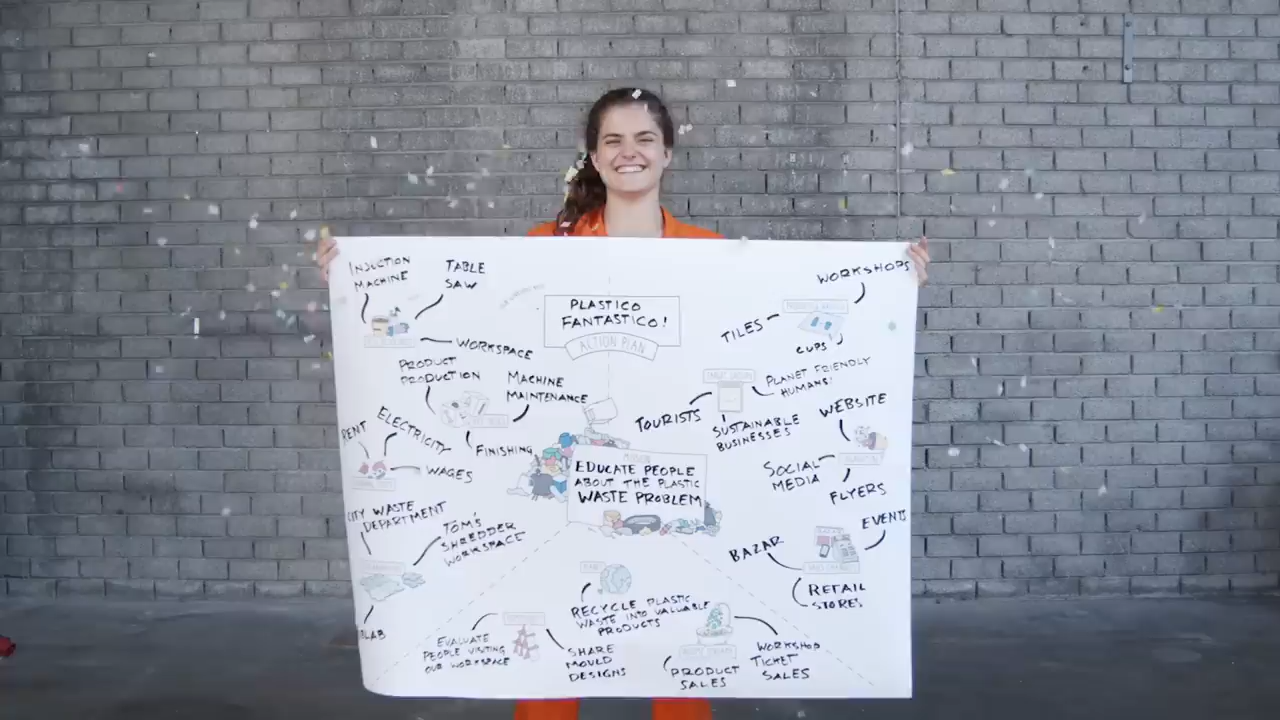 INJECTION
MACHINE
TABLE
SAW
WORKSPACE
PRODUCT
PRODUCTION
MACHINE
MAINTENANCE
FINISHING
RENT
ELECTRICITY
WAGES
CITY WASTE
DEPARTMENT
TOM'S
SHREDDER
WORKSPACE
PLASTICO
FANTASTICO!
ACTION PLAN
MISSION
EDUCATE PEOPLE
ABOUT THE PLASTIC
WASTE PROBLEM
WORKSHOPS
TILES
CUPS
PLANET FRIENDLY
HUMANS!
TOURISTS
SUSTAINABLE
BUSINESSES
WEBSITE
SOCIAL
MEDIA
FLYERS
EVENTS
BAZAR
RETAIL
STORES
PLANET
RECYCLE PLASTIC
WASTE INTO VALUABLE
PRODUCTS
EVALUATE
PEOPLE VISITING
OUR WORKSPACE
SHARE
MOULD
DESIGNS
PRODUCT
SALES
WORKSHOP
TICKET
SALES